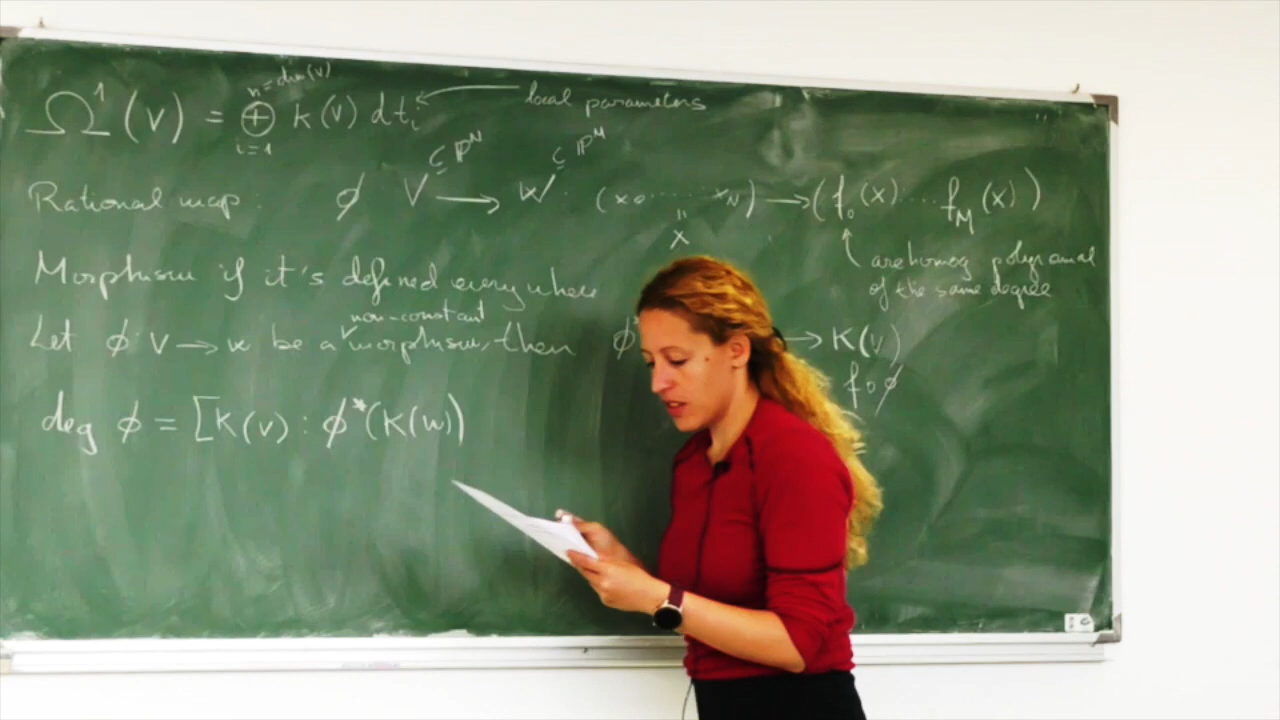 n=dim(V)
Ω¹(V) = ⊕ k(V) dtᵢ ← local parameters
i=1
⊆ ℙᴺ ⊆ ℙᴹ
Rational map: ϕ V → W (x₀ ..... x_N) → (f₀(x) .... f_M(x))
" x
are homog polynomial
of the same degree
Morphism if it's defined everywhere
non-constant
Let ϕ: V → W be a ˅ morphism, then ϕ* → K(V)
f∘ϕ
deg ϕ = [K(V) : ϕ*(K(W))